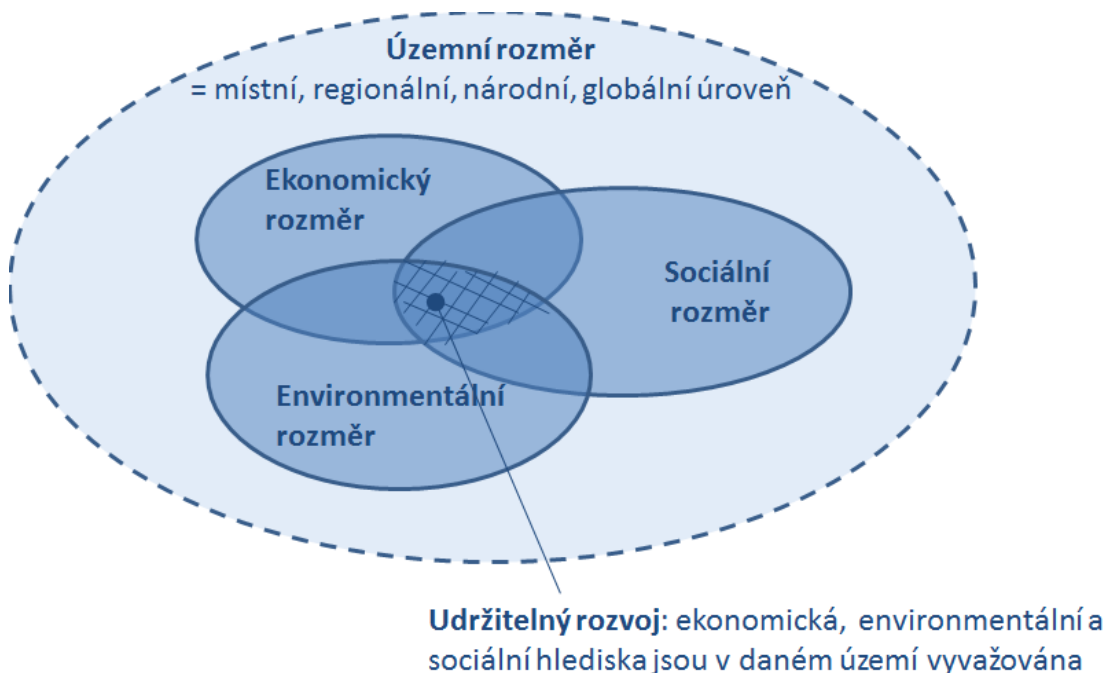 Územní rozměr
= místní, regionální, národní, globální úroveň
Ekonomický
rozměr
Sociální
rozměr
Environmentální
rozměr
Udržitelný rozvoj: ekonomická, environmentální a
sociální hlediska jsou v daném území vyvažována